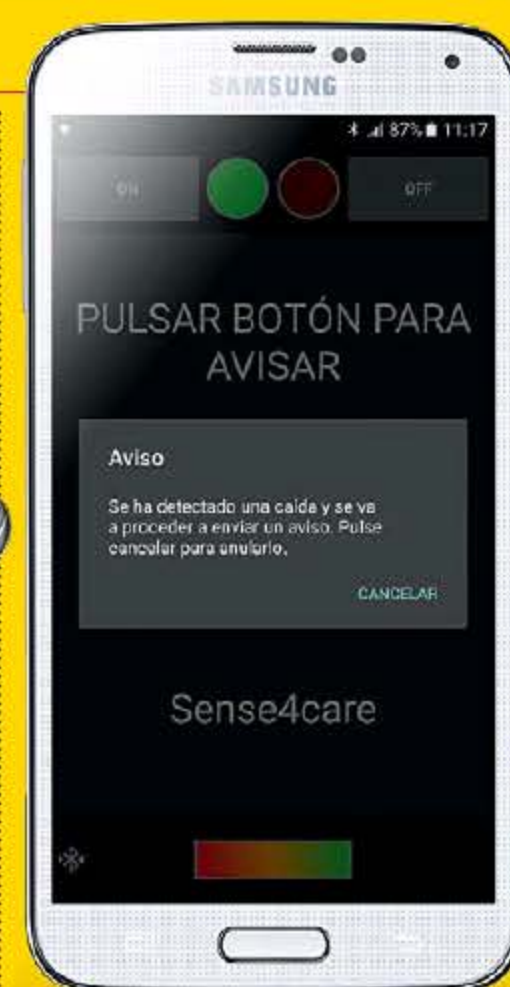 SAMSUNG
87% 11:17
ON
OFF
PULSAR BOTÓN PARA
AVISAR
Aviso
Se ha detectado una caída y se va
a proceder a enviar un aviso. Pulse
cancelar para anularlo.
CANCELAR
Sense4care